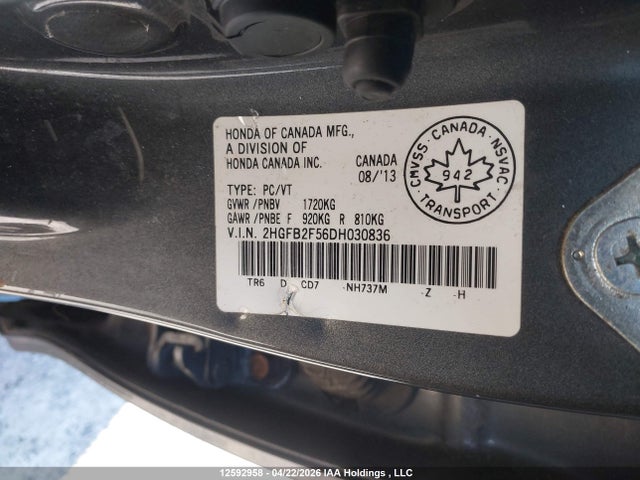 HONDA OF CANADA MFG.,
A DIVISION OF
HONDA CANADA INC. CANADA
08/'13
TYPE: PC/VT
GVWR /PNBV 1720KG
GAWR /PNBE F 920KG R 810KG
V.I.N. 2HGFB2F56DH030836
TR6 D CD7 -NH737M -Z -H
CMVSS · CANADA · NSVAC
942
TRANSPORT
12592958 - 04/22/2026 IAA Holdings , LLC